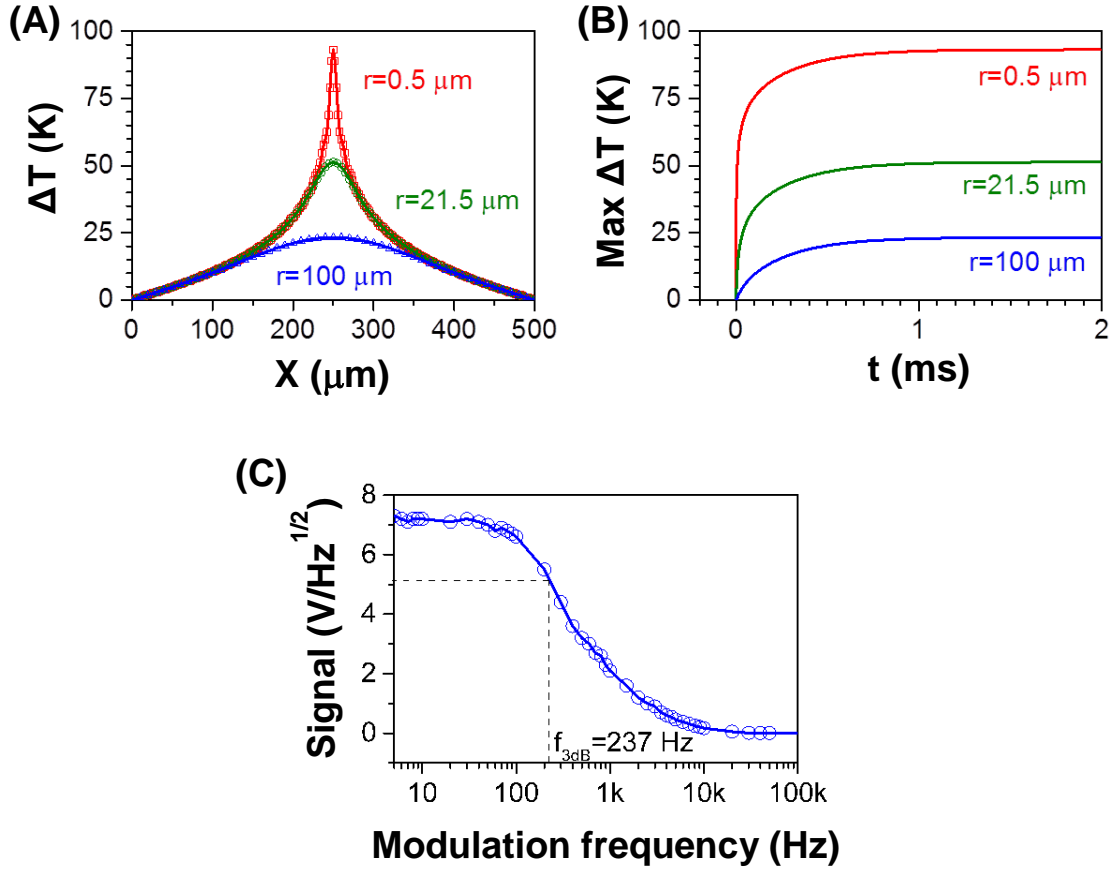 (A)
100
75
50
25
0
ΔT (K)
r=0.5 μm
r=21.5 μm
r=100 μm
0 100 200 300 400 500
X (μm)
(B)
100
75
50
25
0
Max ΔT (K)
r=0.5 μm
r=21.5 μm
r=100 μm
0 1 2
t (ms)
(C)
8
6
4
2
0
Signal (V/Hz^1/2)
f3dB=237 Hz
10 100 1k 10k 100k
Modulation frequency (Hz)